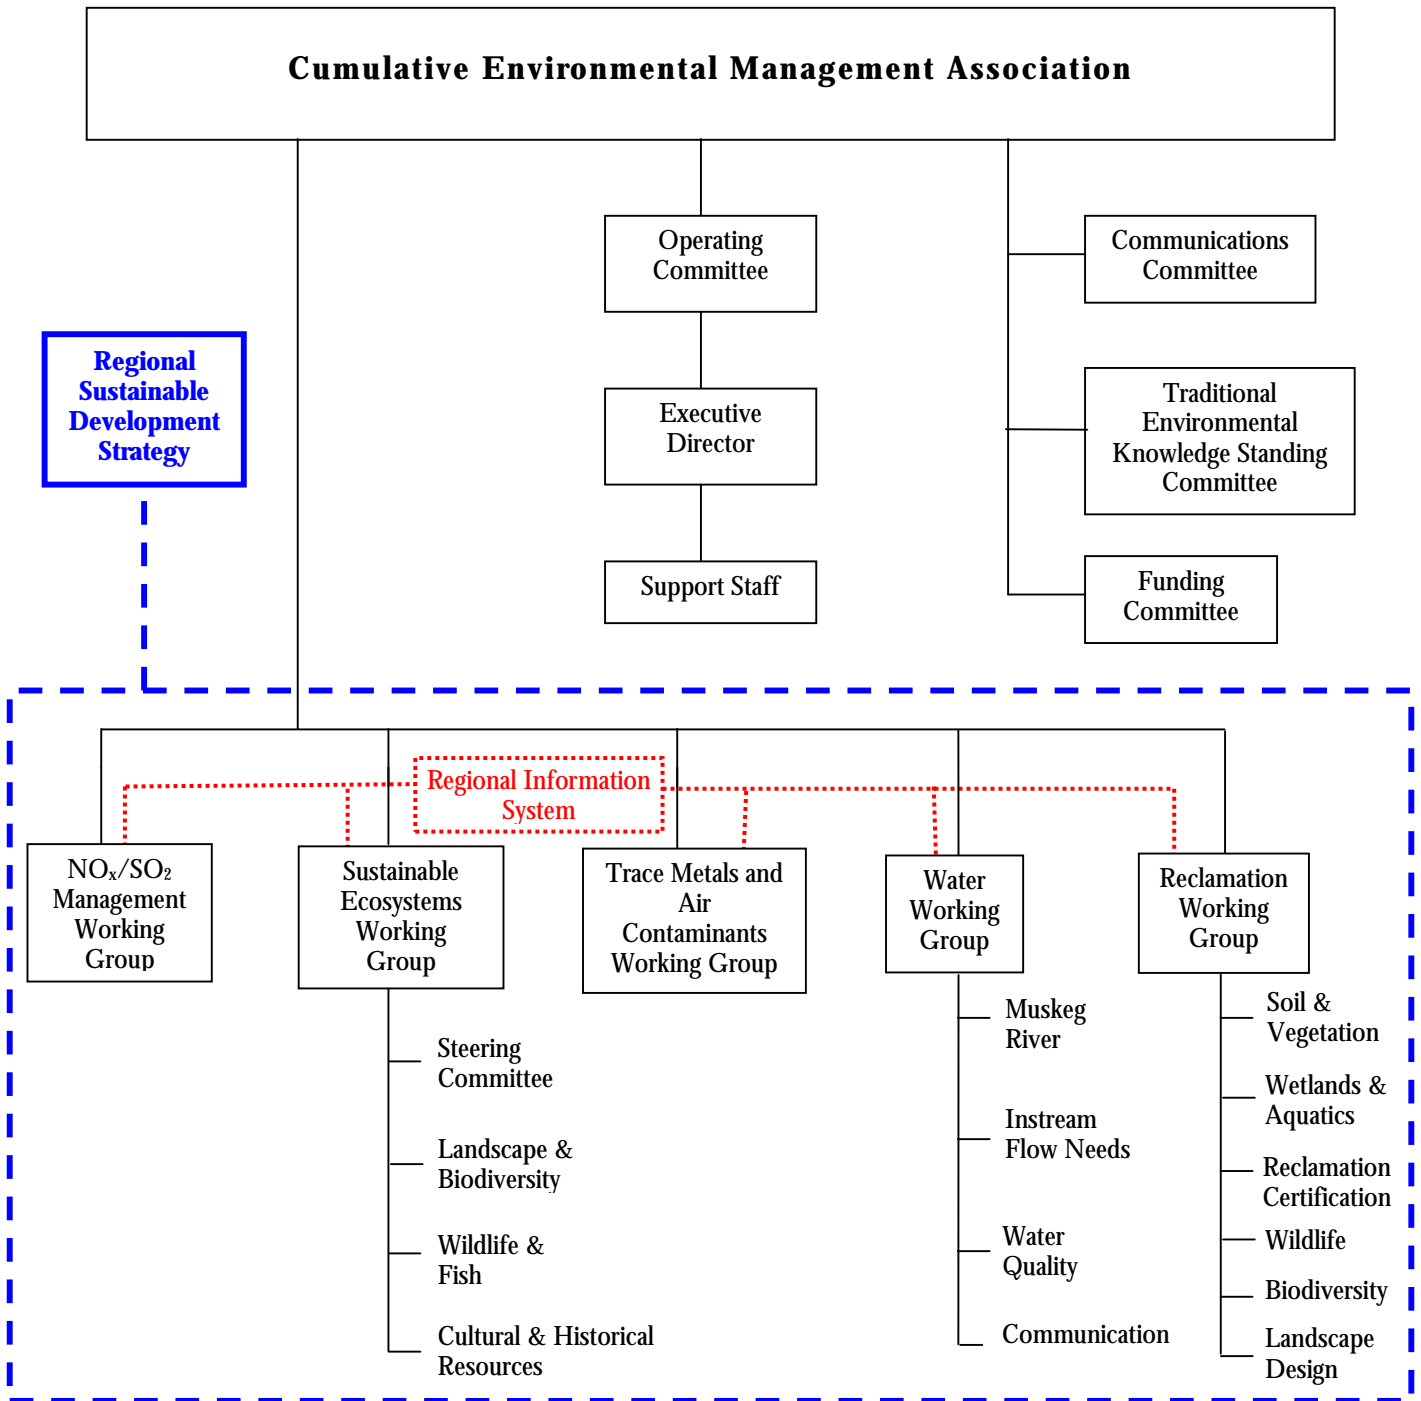 Cumulative Environmental Management Association
Operating
Committee
Communications
Committee
Regional
Sustainable
Development
Strategy
Executive
Director
Traditional
Environmental
Knowledge Standing
Committee
Support Staff
Funding
Committee
Regional Information
System
NOₓ/SO₂
Management
Working
Group
Sustainable
Ecosystems
Working
Group
Trace Metals and
Air
Contaminants
Working Group
Water
Working
Group
Reclamation
Working
Group
Steering
Committee
Landscape &
Biodiversity
Wildlife &
Fish
Cultural & Historical
Resources
Muskeg
River
Instream
Flow Needs
Water
Quality
Communication
Soil &
Vegetation
Wetlands &
Aquatics
Reclamation
Certification
Wildlife
Biodiversity
Landscape
Design